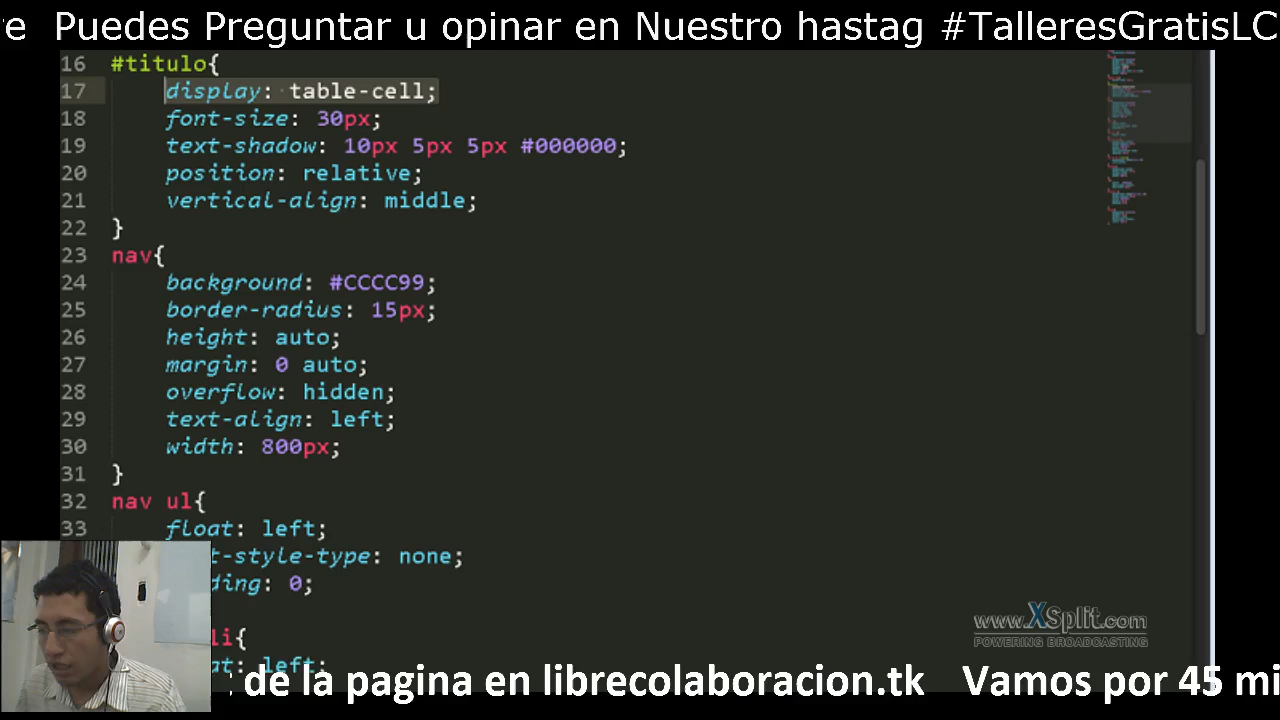 e Puedes Preguntar u opinar en Nuestro hastag #TalleresGratisLC
16 #titulo{
17 display: table-cell;
18 font-size: 30px;
19 text-shadow: 10px 5px 5px #000000;
20 position: relative;
21 vertical-align: middle;
22 }
23 nav{
24 background: #CCCC99;
25 border-radius: 15px;
26 height: auto;
27 margin: 0 auto;
28 overflow: hidden;
29 text-align: left;
30 width: 800px;
31 }
32 nav ul{
33 float: left;
t-style-type: none;
ding: 0;
li{
at: left;
www.XSplit.com
POWERING BROADCASTING
: de la pagina en librecolaboracion.tk Vamos por 45 mi